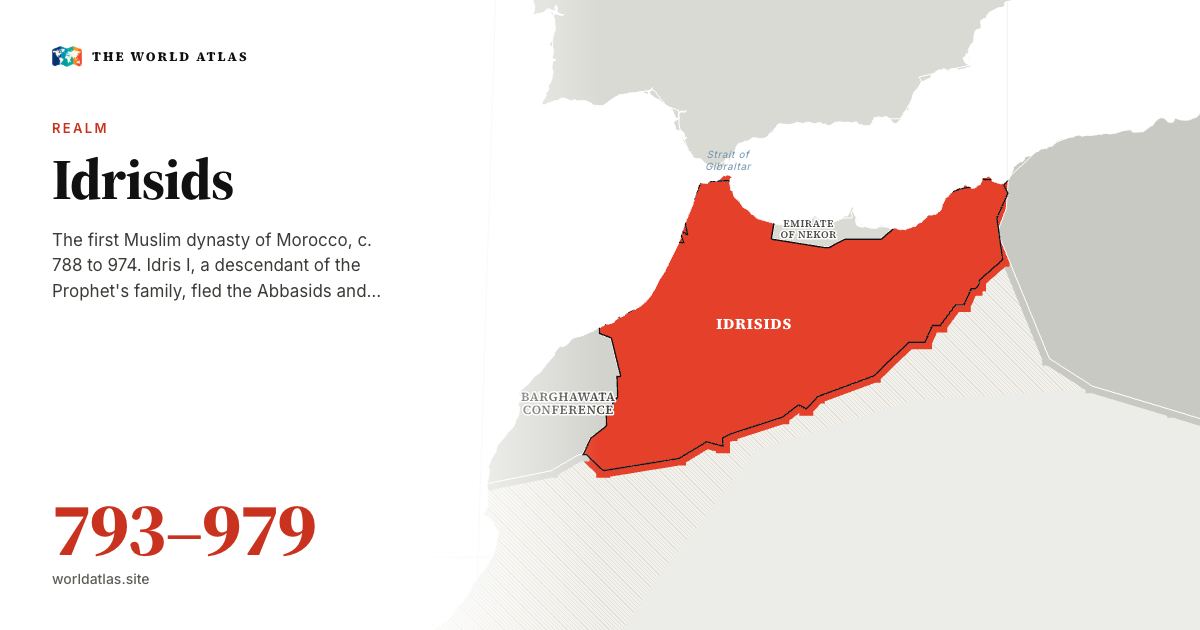 THE WORLD ATLAS
REALM
Idrisids
The first Muslim dynasty of Morocco, c.
788 to 974. Idris I, a descendant of the
Prophet's family, fled the Abbasids and...
793–979
worldatlas.site
Strait of
Gibraltar
EMIRATE
OF NEKOR
IDRISIDS
BARGHAWATA
CONFERENCE